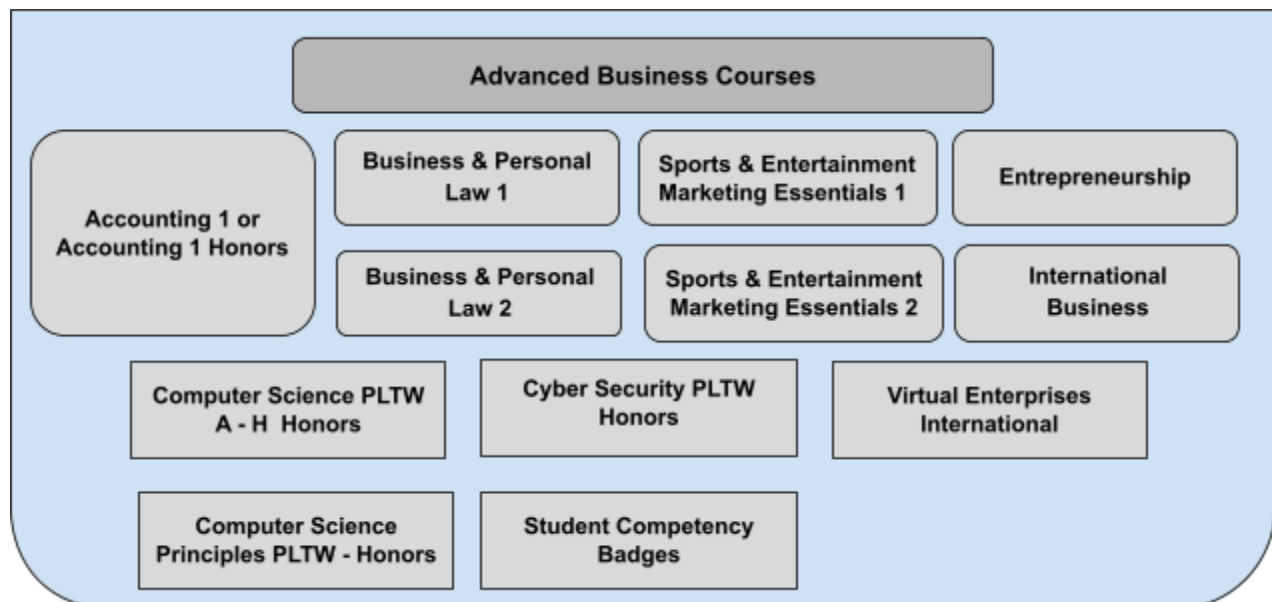 Advanced Business Courses
Accounting 1 or
Accounting 1 Honors
Business & Personal
Law 1
Sports & Entertainment
Marketing Essentials 1
Entrepreneurship
Business & Personal
Law 2
Sports & Entertainment
Marketing Essentials 2
International
Business
Computer Science PLTW
A - H  Honors
Cyber Security PLTW
Honors
Virtual Enterprises
International
Computer Science
Principles PLTW - Honors
Student Competency
Badges